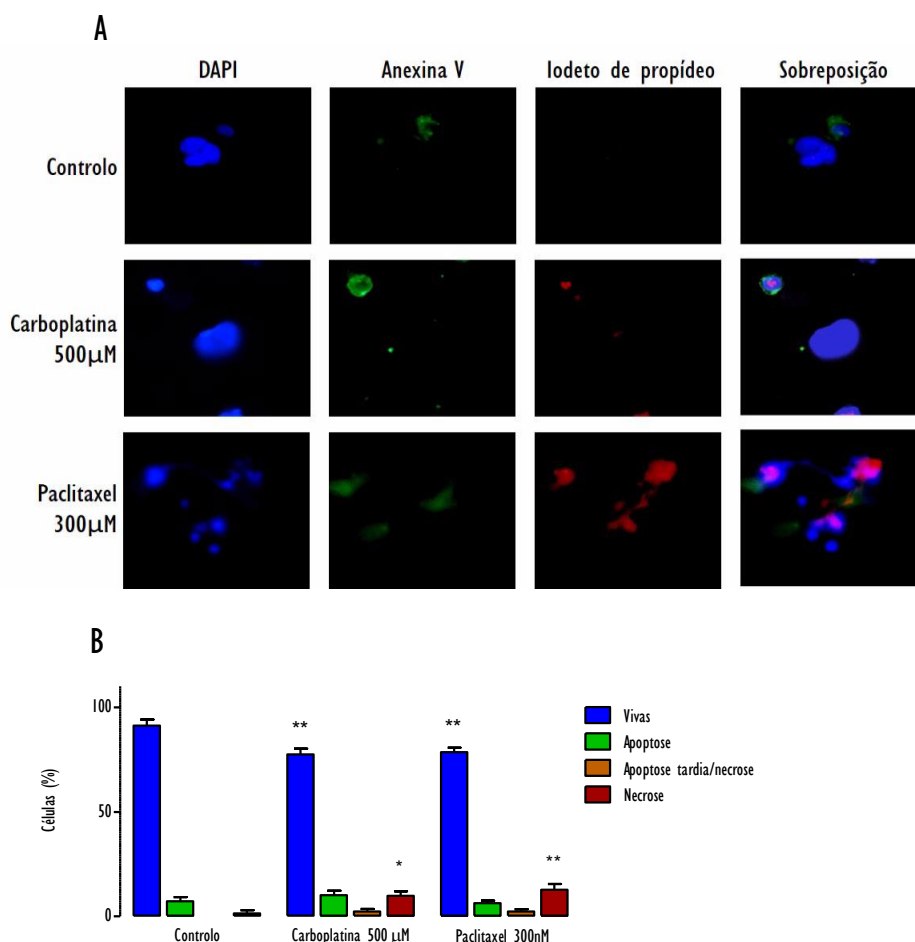 A
DAPI
Anexina V
Iodeto de propídeo
Sobreposição
Controlo
Carboplatina
500µM
Paclitaxel
300µM
B
100
50
0
Células (%)
**
*
**
**
Vivas
Apoptose
Apoptose tardia/necrose
Necrose
Controlo
Carboplatina 500 µM
Paclitaxel 300nM